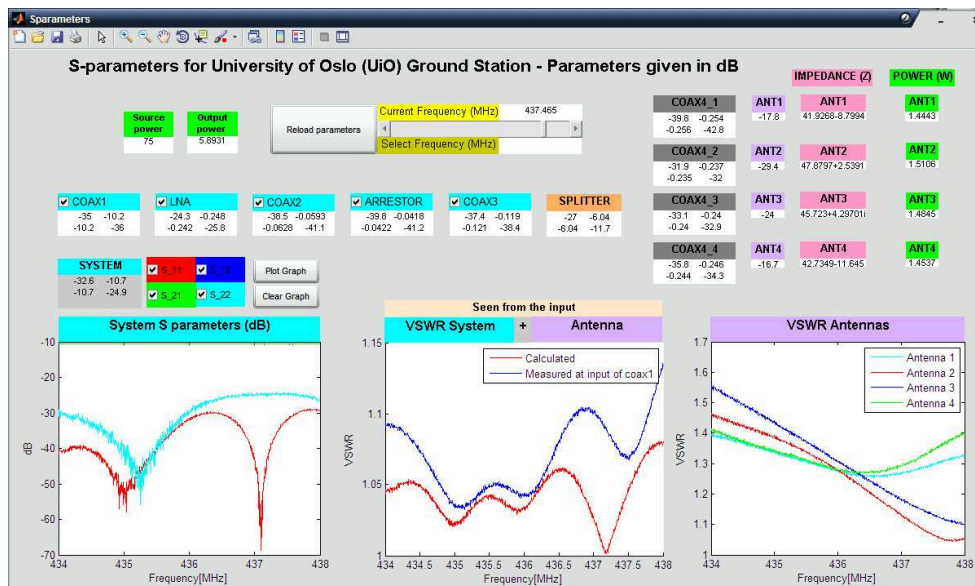 Sparameters
S-parameters for University of Oslo (UiO) Ground Station - Parameters given in dB
IMPEDANCE (Z) POWER (W)
Source power
75
Output power
5.8931
Reload parameters
Current Frequency (MHz) 437.465
Select Frequency (MHz)
COAX4_1
-39.8 -0.254
-0.256 -42.8
ANT1
-17.8
ANT1
41.9268-8.7994
ANT1
1.4443
COAX4_2
-31.9 -0.237
-0.235 -32
ANT2
-29.4
ANT2
47.8797+2.5391
ANT2
1.5106
COAX4_3
-33.1 -0.24
-0.24 -32.9
ANT3
-24
ANT3
45.723+4.29701i
ANT3
1.4845
COAX4_4
-35.8 -0.246
-0.244 -34.3
ANT4
-16.7
ANT4
42.7349-11.645
ANT4
1.4537
COAX1
-35 -10.2
-10.2 -36
LNA
-24.3 -0.248
-0.242 -25.8
COAX2
-38.5 -0.0593
-0.0628 -41.1
ARRESTOR
-39.8 -0.0418
-0.0422 -41.2
COAX3
-37.4 -0.119
-0.121 -38.4
SPLITTER
-27 -6.04
-6.04 -11.7
SYSTEM
-32.6 -10.7
-10.7 -24.9
S_11 S_12
S_21 S_22
Plot Graph
Clear Graph
Seen from the input
System S parameters (dB)
VSWR System + Antenna
VSWR Antennas
-10
-20
-30
-40
-50
-60
-70
dB
434 435 436 437 438
Frequency[MHz]
1.15
1.1
1.05
1
VSWR
Calculated
Measured at input of coax1
434 434.5 435 435.5 436 436.5 437 437.5 438
Frequency[MHz]
1.7
1.6
1.5
1.4
1.3
1.2
1.1
1
VSWR
Antenna 1
Antenna 2
Antenna 3
Antenna 4
434 435 436 437 438
Frequency[MHz]